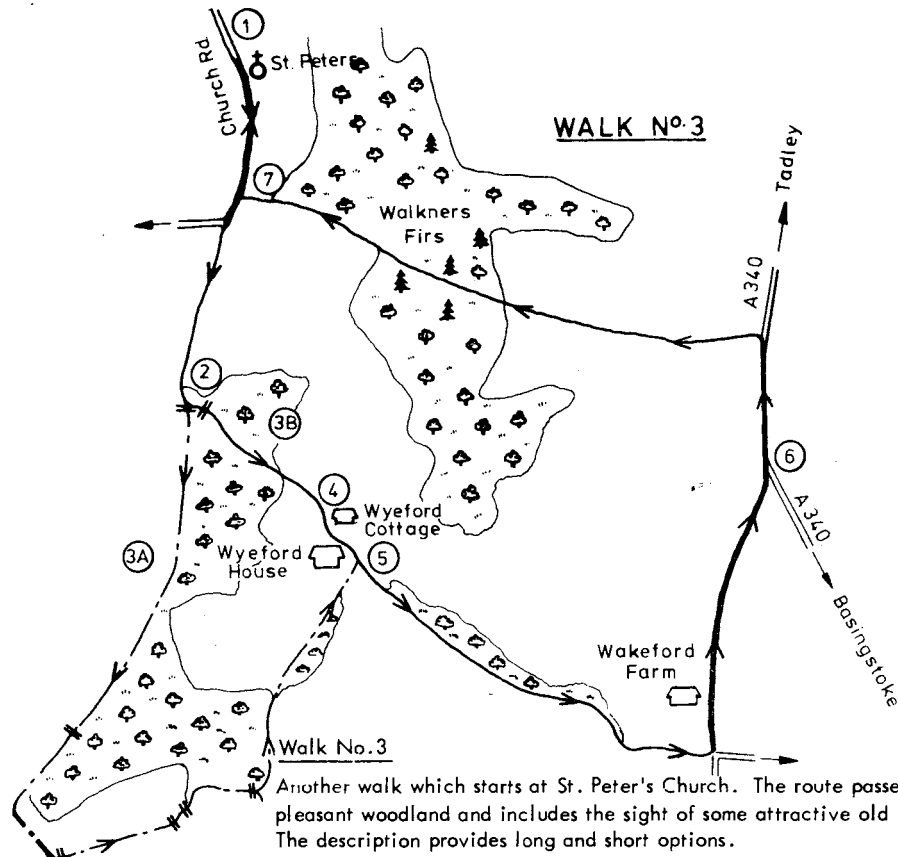 1
St. Peters
Church Rd.
WALK No. 3
Tadley
7
Walkners
Firs
A 340
2
3B
6
4
Wyeford
Cottage
A 340
3A
Wyeford
House
5
Basingstoke
Wakeford
Farm
Walk No.3
Another walk which starts at St. Peter's Church. The route passe
pleasant woodland and includes the sight of some attractive old
The description provides long and short options.